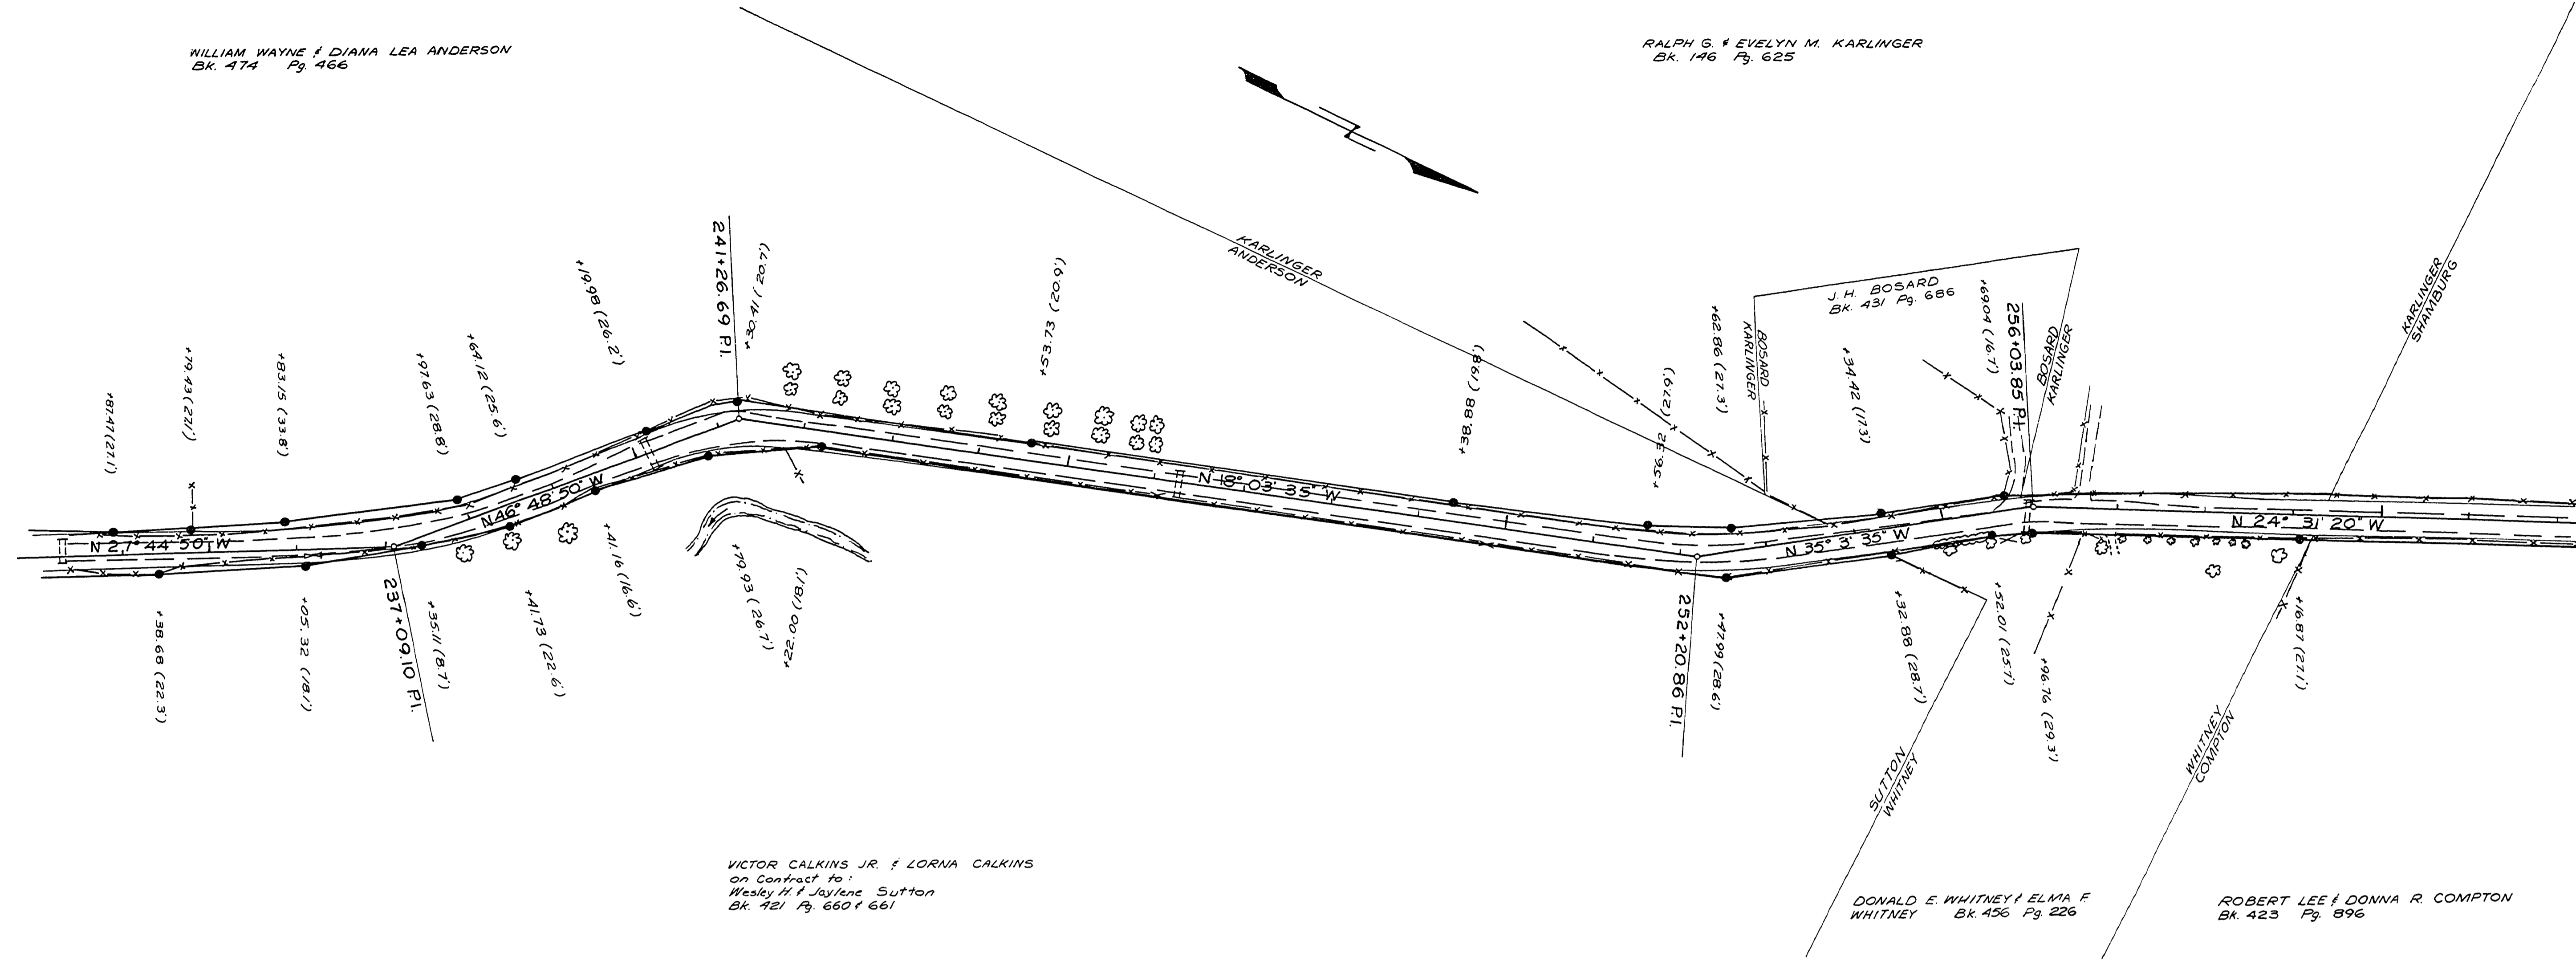 WILLIAM WAYNE & DIANA LEA ANDERSON
Bk. 474 Pg. 466
RALPH G. & EVELYN M. KARLINGER
Bk. 146 Pg. 625
KARLINGER
ANDERSON
J. H. BOSARD
Bk. 431 Pg. 686
BOSARD
KARLINGER
BOSARD
KARLINGER
KARLINGER
SHAMBURG
+87.47 (27.1')
+79.43 (27.1')
+83.15 (33.8')
+97.63 (28.8')
+64.12 (25.6')
+19.98 (26.2')
241+26.69 P.I.
+30.41 (20.7')
+53.73 (20.9')
+38.88 (19.8')
+56.32 (27.9')
+62.86 (27.3')
+34.42 (17.3')
+69.04 (16.7')
256+03.85 P.I.
N 27° 44' 50" W
N 46° 48' 50" W
N 18° 03' 35" W
N 35° 3' 35" W
N 24° 31' 20" W
+38.68 (22.3')
+05.32 (18.1')
237+09.10 P.I.
+35.11 (8.7')
+41.73 (22.6')
+41.16 (16.6')
+79.93 (26.7')
+22.00 (18.1')
252+20.86 P.I.
+47.99 (28.6')
+32.88 (28.7')
+52.01 (25.7')
+96.76 (29.3')
+16.87 (27.1')
SUTTON
WHITNEY
WHITNEY
COMPTON
VICTOR CALKINS JR. & LORNA CALKINS
on Contract to:
Wesley H. & Jaylene Sutton
Bk. 421 Pg. 660 & 661
DONALD E. WHITNEY & ELMA F.
WHITNEY Bk. 456 Pg. 226
ROBERT LEE & DONNA R. COMPTON
Bk. 423 Pg. 896